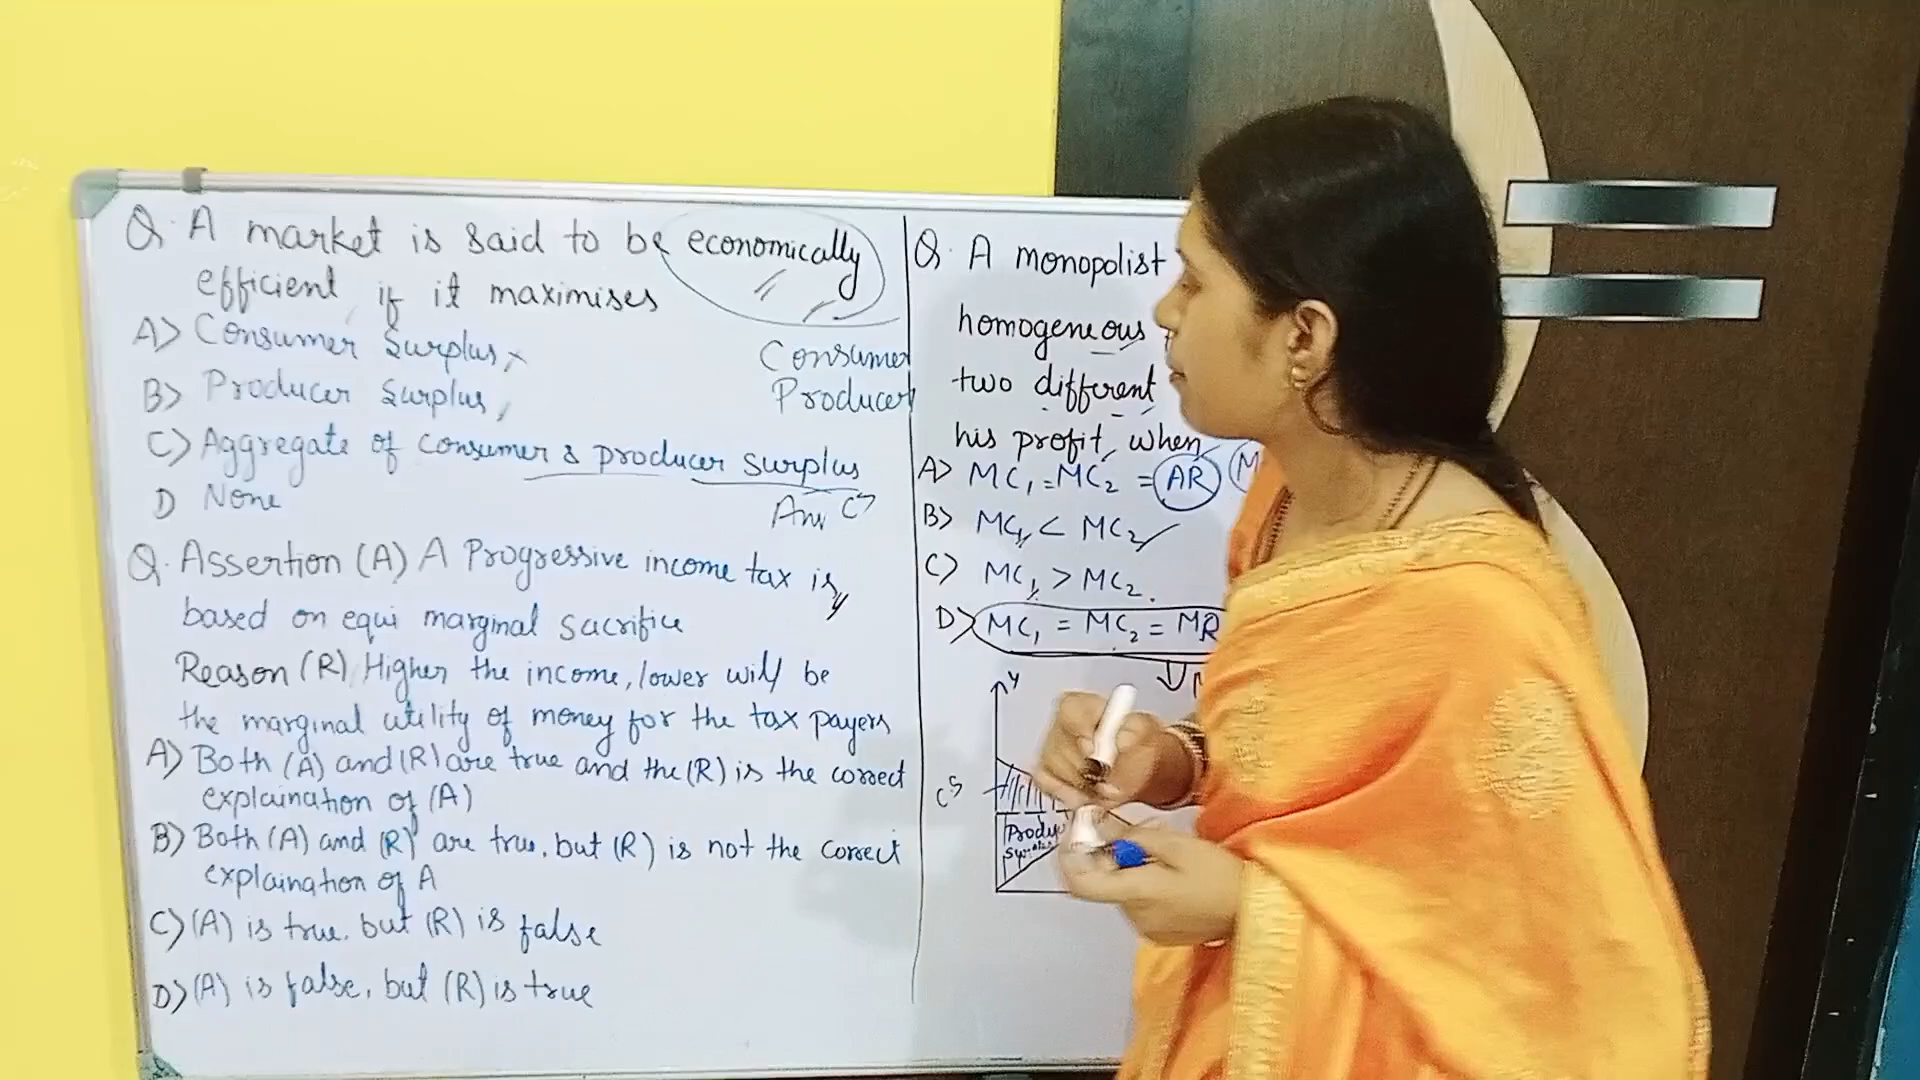 Q. A market is said to be economically
efficient if it maximises
A) Consumer Surplus
B) Producer Surplus
C) Aggregate of consumer & producer surplus
D None
Consumer
Producer
Ans C
Q. Assertion (A) A Progressive income tax is
based on equi marginal sacrifice
Reason (R) Higher the income, lower will be
the marginal utility of money for the tax payers
A) Both (A) and (R) are true and the (R) is the correct
explaination of (A)
B) Both (A) and (R) are true, but (R) is not the correct
explaination of A
C) (A) is true, but (R) is false
D) (A) is false, but (R) is true
Q. A monopolist
homogeneous
two different
his profit, when
A) MC₁ = MC₂ = AR
B) MC₁ < MC₂
C) MC₁ > MC₂
D) MC₁ = MC₂ = MR
y
CS